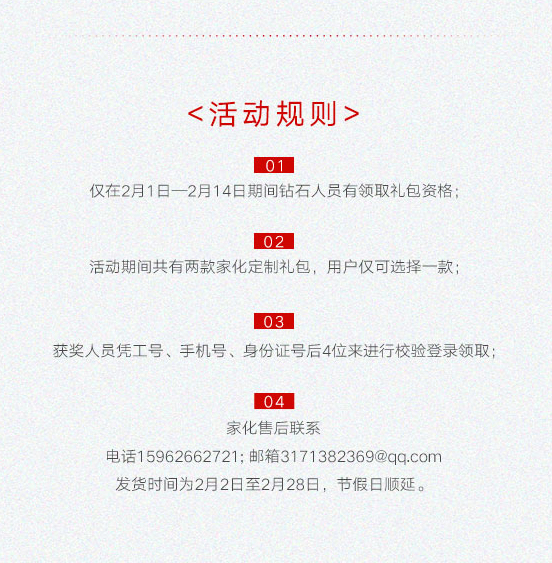 <活动规则>
01
仅在2月1日—2月14日期间钻石人员有领取礼包资格；
02
活动期间共有两款家化定制礼包，用户仅可选择一款；
03
获奖人员凭工号、手机号、身份证号后4位来进行校验登录领取；
04
家化售后联系
电话15962662721; 邮箱3171382369@qq.com
发货时间为2月2日至2月28日，节假日顺延。